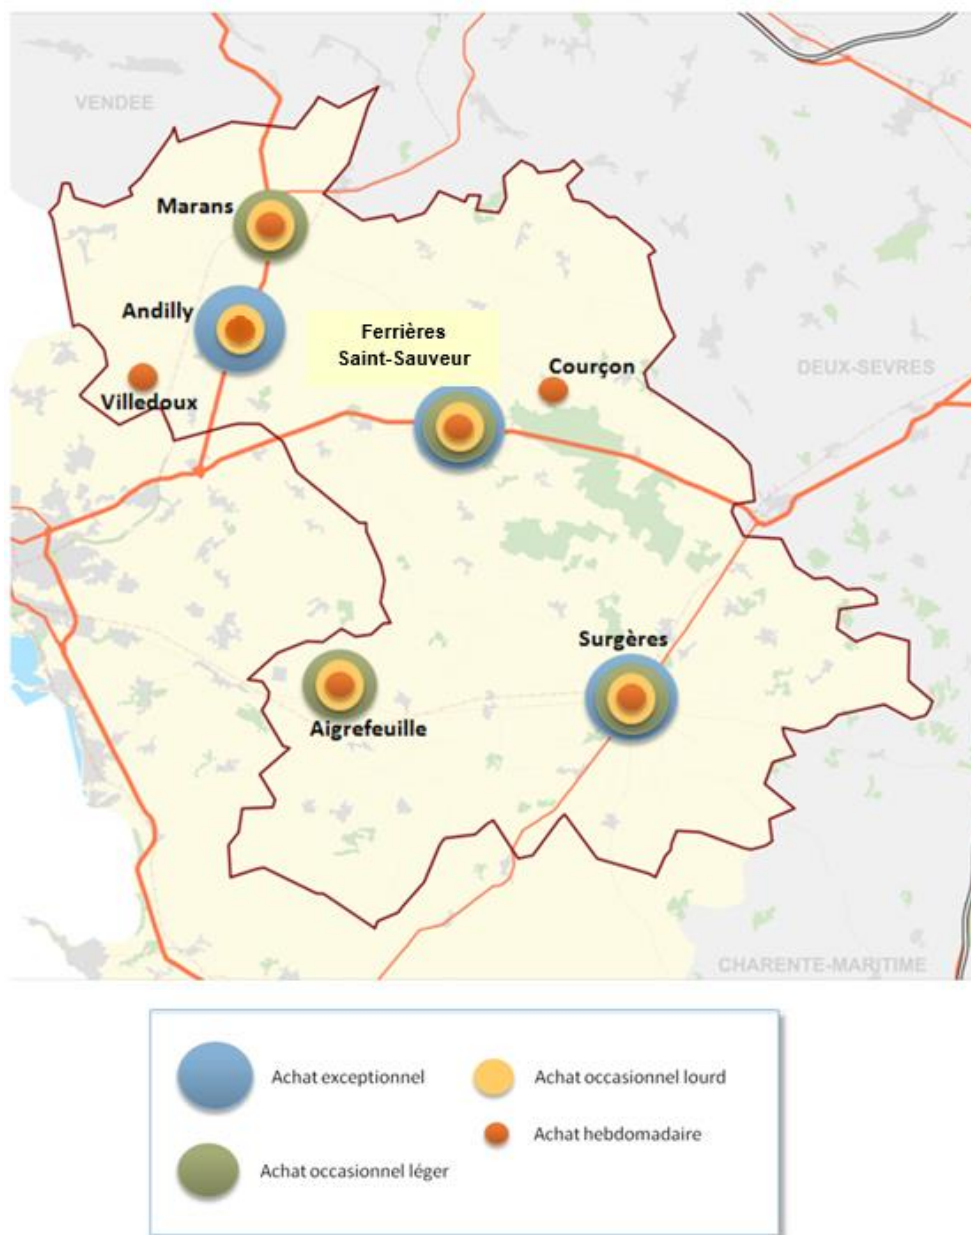 VENDEE
Marans
Andilly
Ferrières
Saint-Sauveur
Courçon
DEUX-SEVRES
Villedoux
Surgères
Aigrefeuille
CHARENTE-MARITIME
Achat exceptionnel
Achat occasionnel lourd
Achat hebdomadaire
Achat occasionnel léger